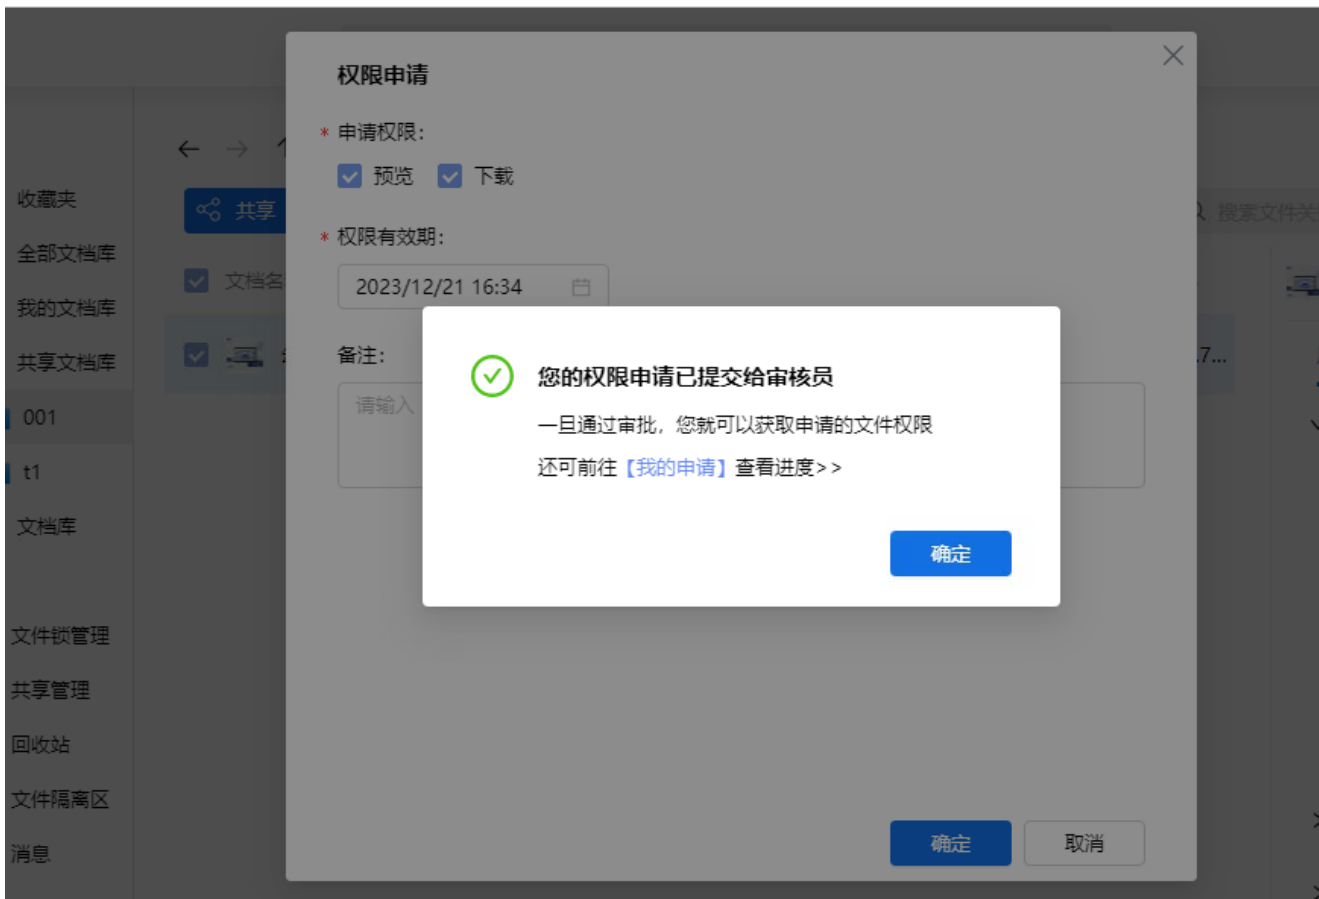 权限申请
* 申请权限:
预览 下载
* 权限有效期:
2023/12/21 16:34
备注:
请输入
您的权限申请已提交给审核员
一旦通过审批，您就可以获取申请的文件权限
还可前往【我的申请】查看进度>>
确定
确定 取消
收藏夹
全部文档库
我的文档库
共享文档库
001
t1
文档库
文件锁管理
共享管理
回收站
文件隔离区
消息
共享
文档名
搜索文件关
.7...